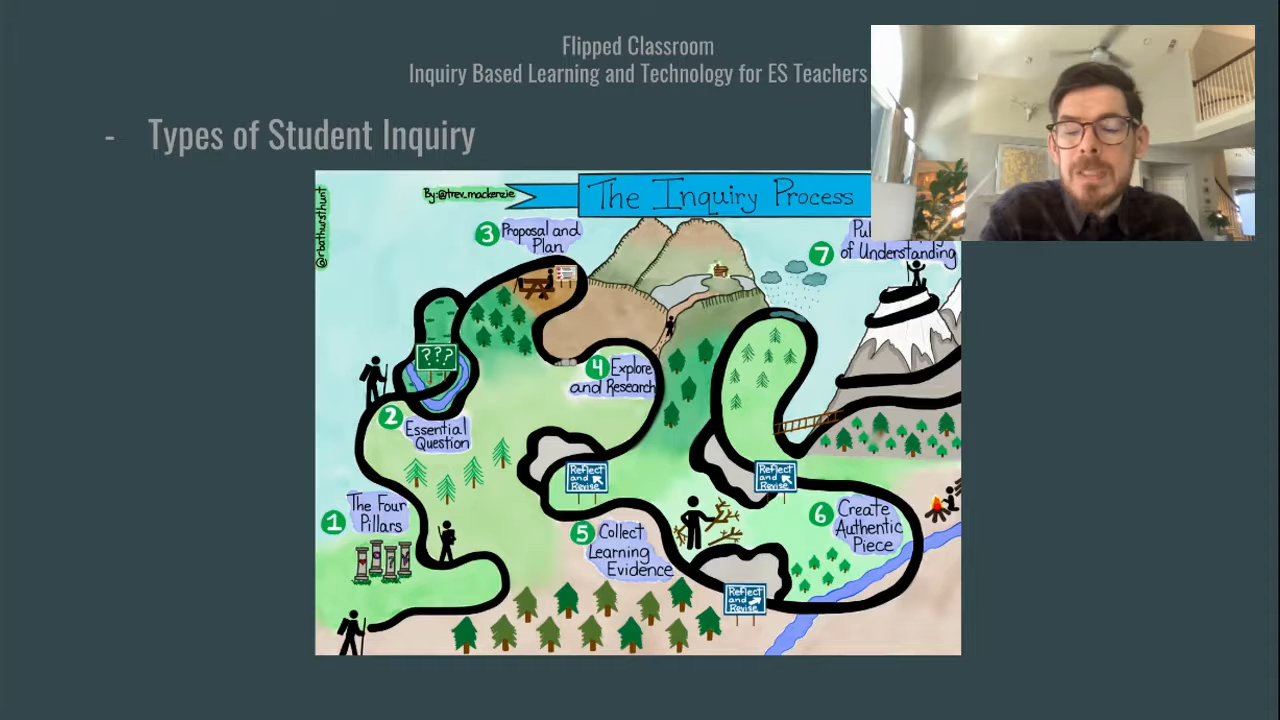 Flipped Classroom
Inquiry Based Learning and Technology for ES Teachers
- Types of Student Inquiry
@rbathursthunt
By:@trev_mackenzie
The Inquiry Process
3 Proposal and
Plan
7
of Understanding
???
4 Explore
and Research
2 Essential
Question
Reflect
and
Revise
Reflect
and
Revise
1 The Four
Pillars
5 Collect
Learning
Evidence
6 Create
Authentic
Piece
Reflect
and
Revise